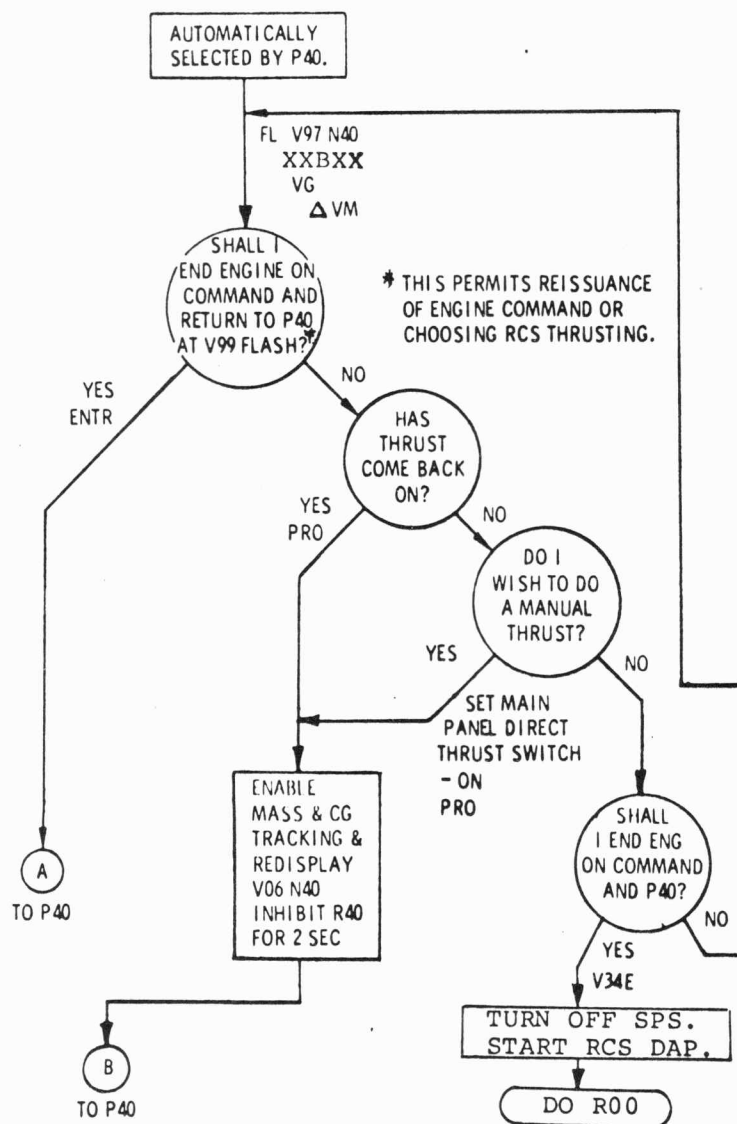 AUTOMATICALLY
SELECTED BY P40.
FL V97 N40
XXBXX
VG
Δ VM
SHALL I
END ENGINE ON
COMMAND AND
RETURN TO P40
AT V99 FLASH?*
* THIS PERMITS REISSUANCE
OF ENGINE COMMAND OR
CHOOSING RCS THRUSTING.
YES
ENTR
NO
HAS
THRUST
COME BACK
ON?
YES
PRO
NO
DO I
WISH TO DO
A MANUAL
THRUST?
YES
NO
SET MAIN
PANEL DIRECT
THRUST SWITCH
- ON
PRO
ENABLE
MASS & CG
TRACKING &
REDISPLAY
V06 N40
INHIBIT R40
FOR 2 SEC
SHALL
I END ENG
ON COMMAND
AND P40?
NO
YES
V34E
A
TO P40
TURN OFF SPS.
START RCS DAP.
B
TO P40
DO R00